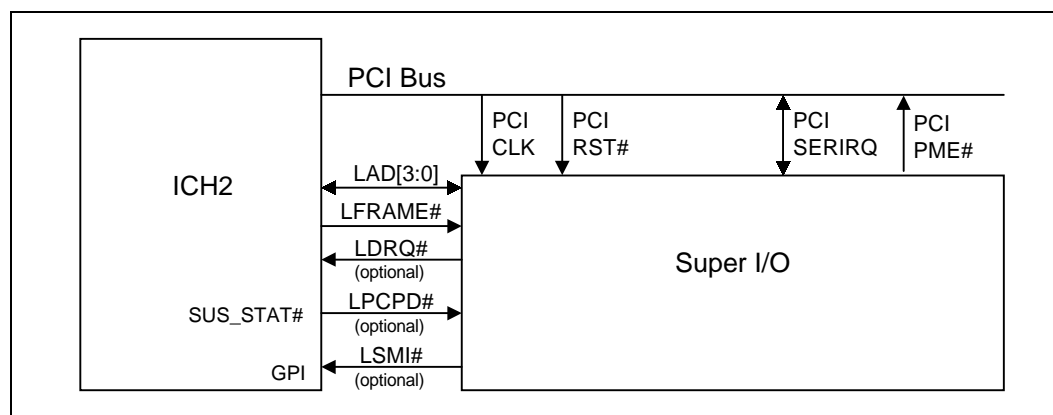 PCI Bus
PCI
CLK
PCI
RST#
PCI
SERIRQ
PCI
PME#
ICH2
LAD[3:0]
LFRAME#
LDRQ#
(optional)
Super I/O
SUS_STAT#
LPCPD#
(optional)
GPI
LSMI#
(optional)